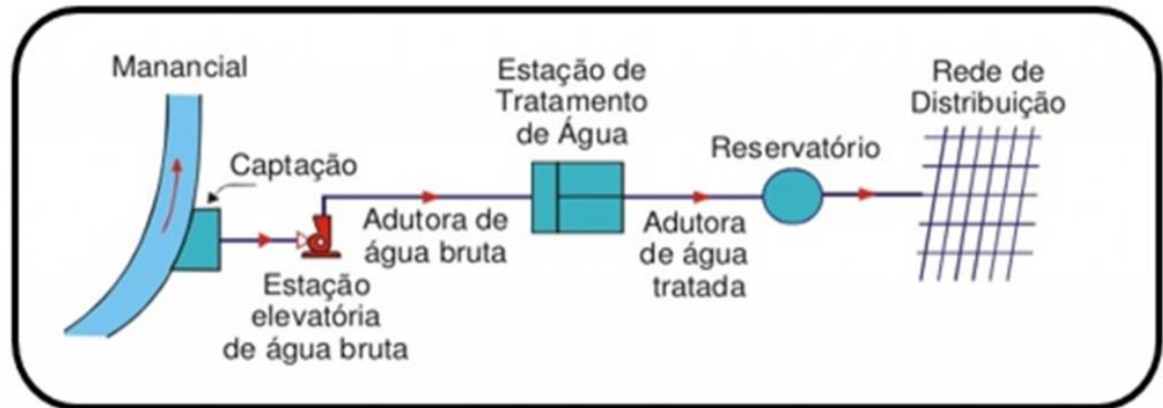 Manancial
Captação
Estação
elevatória
de água bruta
Adutora de
água bruta
Estação de
Tratamento
de Água
Adutora
de água
tratada
Reservatório
Rede de
Distribuição